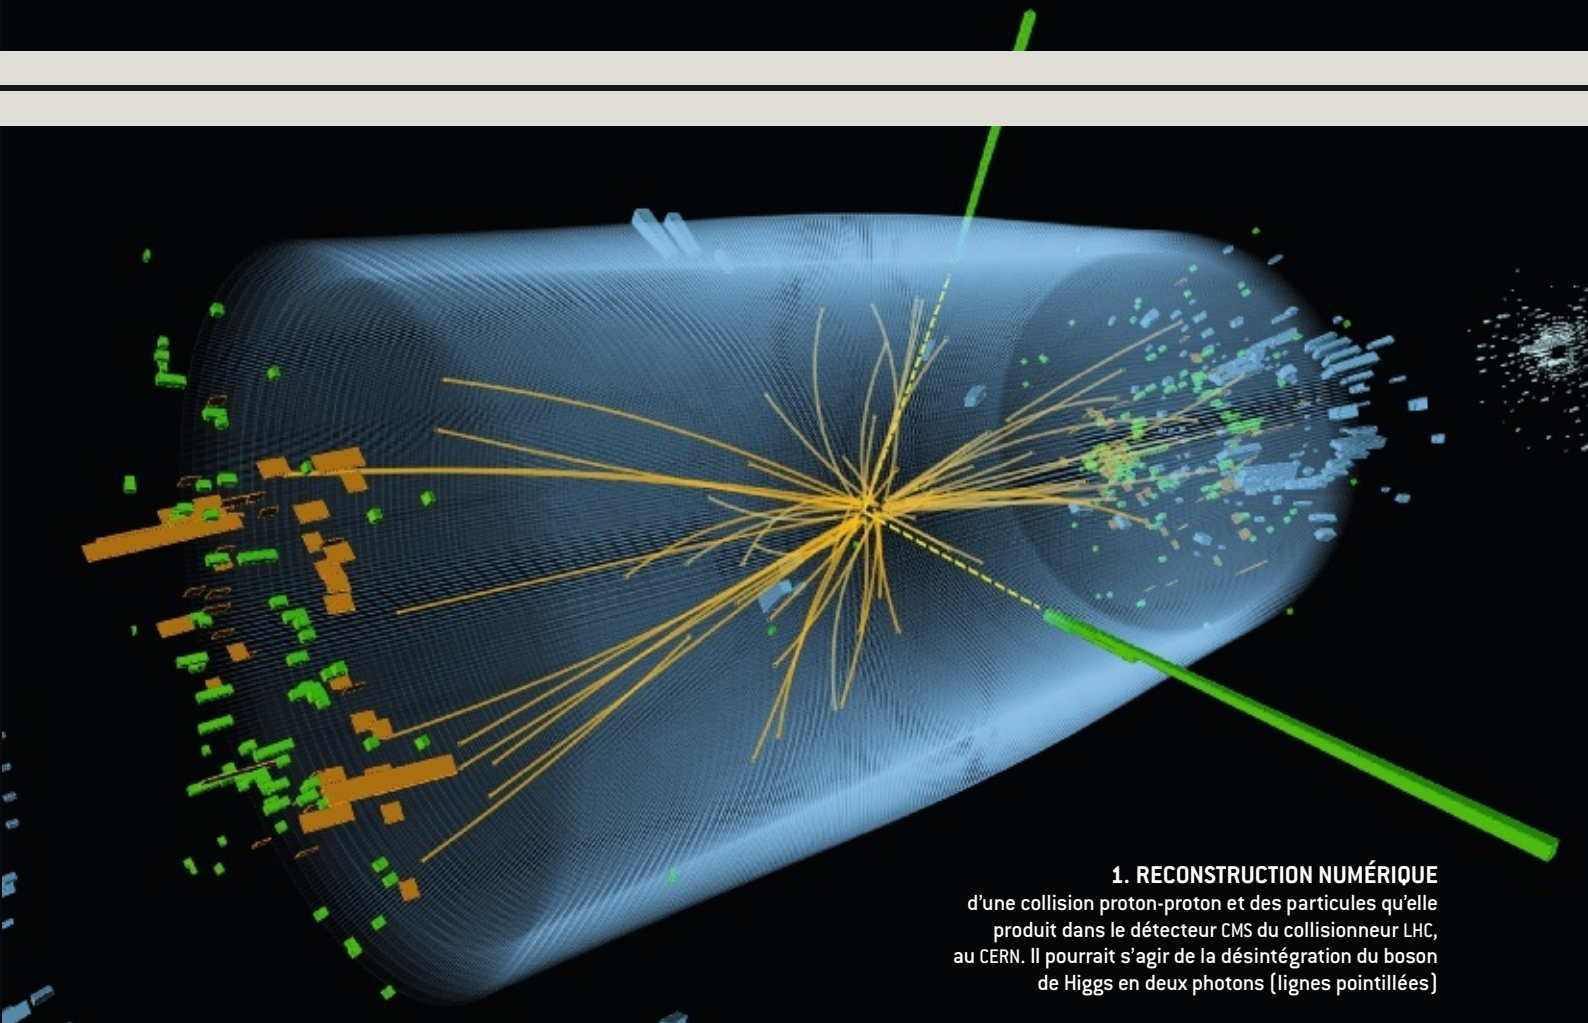 1. RECONSTRUCTION NUMÉRIQUE
d’une collision proton-proton et des particules qu’elle
produit dans le détecteur CMS du collisionneur LHC,
au CERN. Il pourrait s’agir de la désintégration du boson
de Higgs en deux photons (lignes pointillées)